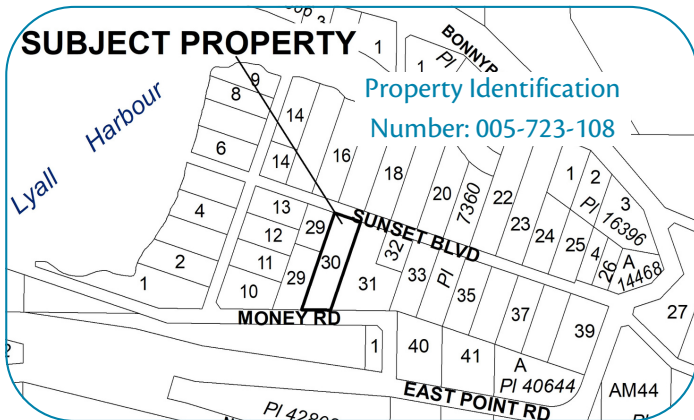 SUBJECT PROPERTY
Property Identification
Number: 005-723-108
Lyall Harbour
BONNYB
SUNSET BLVD
MONEY RD
EAST POINT RD
3
1
1
Pl
9
8
6
4
2
1
14
14
16
18
20
7360
22
23
24
25
4
26
1
2
3
Pl 16396
A
14468
27
13
12
11
10
29
29
30
31
32
33
Pl
35
37
39
1
40
41
A
Pl 40644
AM44
2